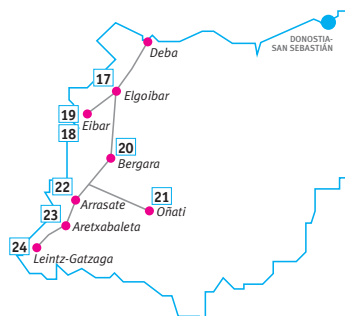 DONOSTIA-
SAN SEBASTIÁN
Deba
17
Elgoibar
19
Eibar
18
20
Bergara
22
21
Arrasate
Oñati
23
Aretxabaleta
24
Leintz-Gatzaga